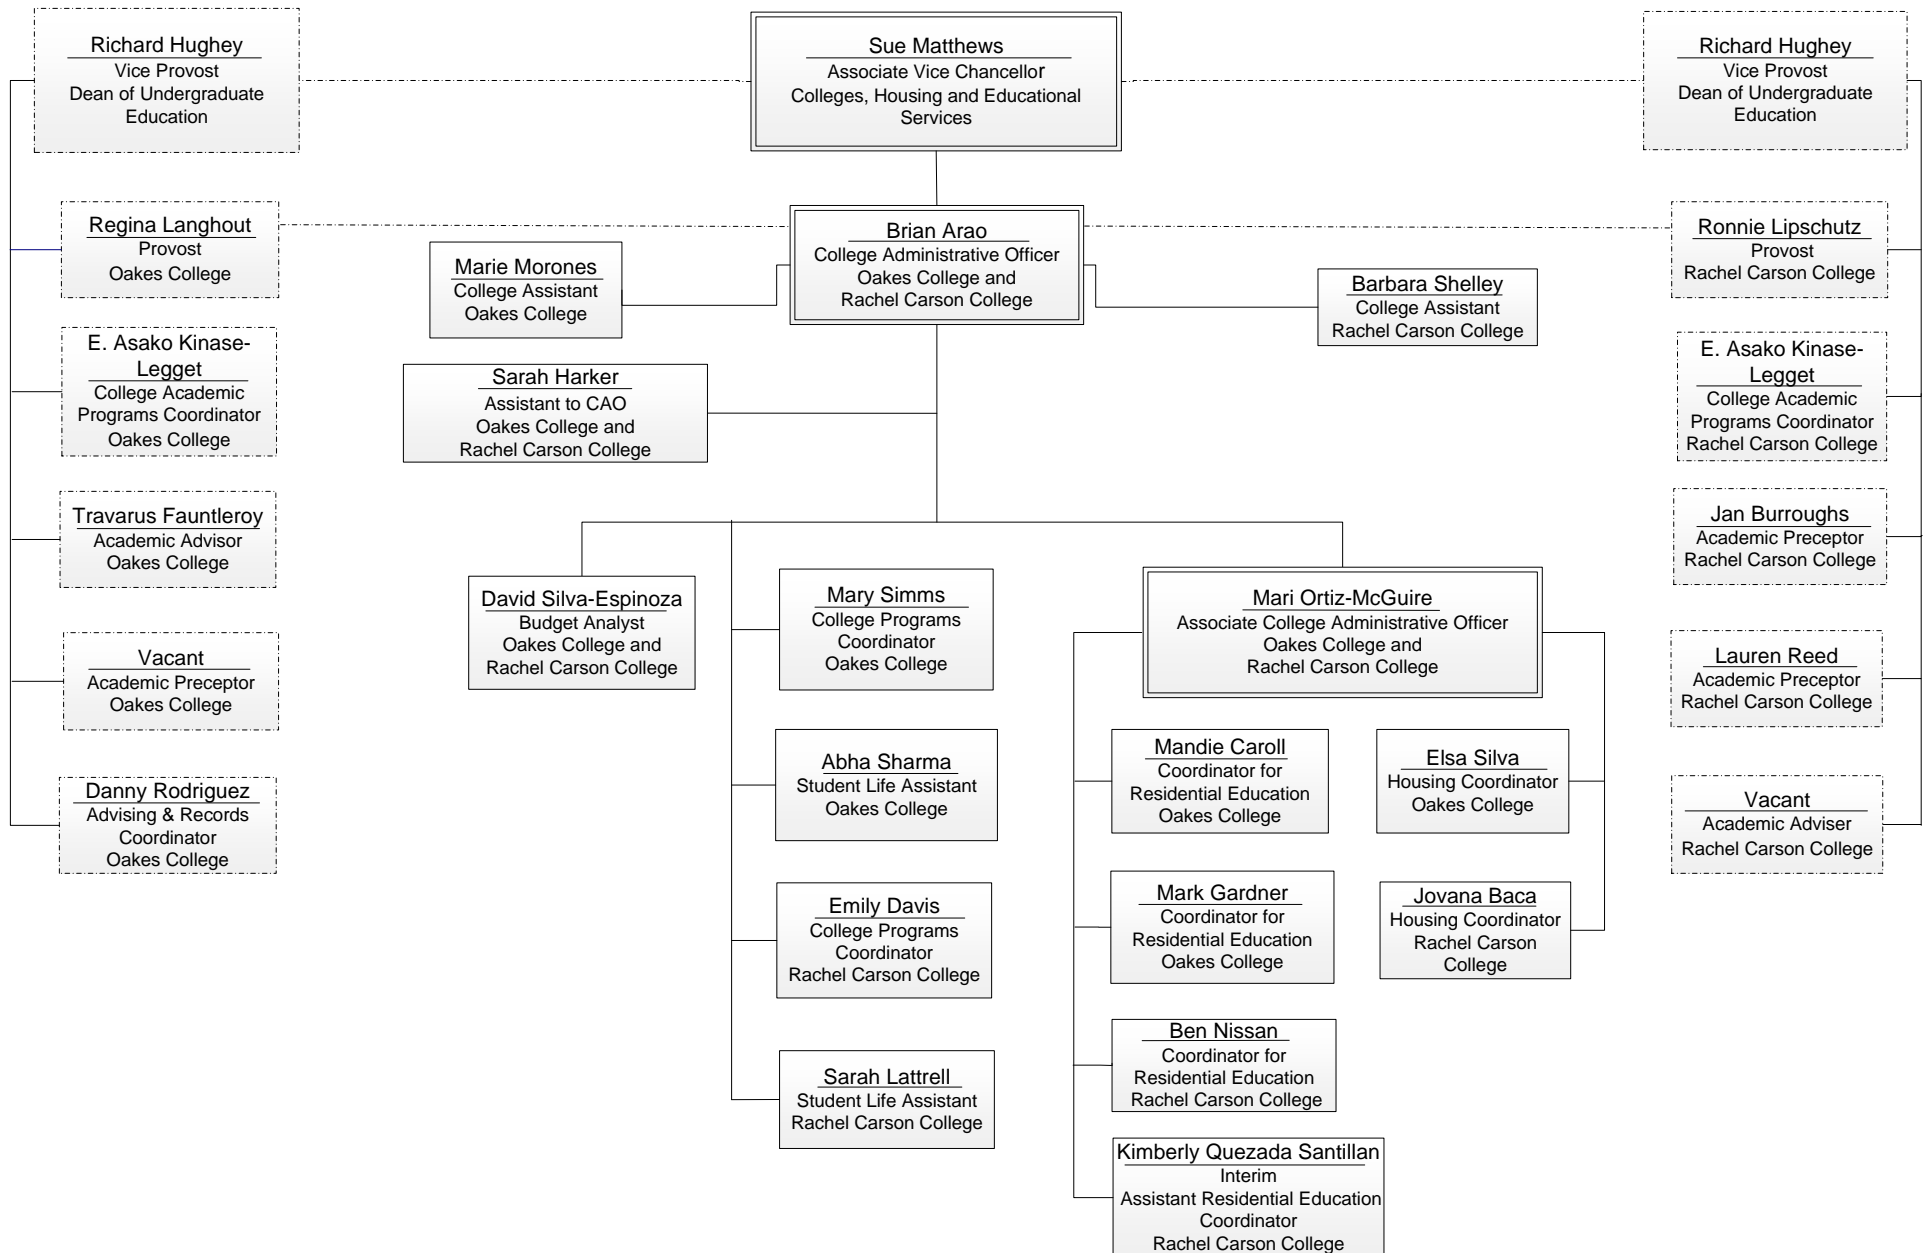 Richard Hughey
Vice Provost
Dean of Undergraduate
Education
Sue Matthews
Associate Vice Chancellor
Colleges, Housing and Educational
Services
Richard Hughey
Vice Provost
Dean of Undergraduate
Education
Regina Langhout
Provost
Oakes College
Brian Arao
College Administrative Officer
Oakes College and
Rachel Carson College
Ronnie Lipschutz
Provost
Rachel Carson College
Marie Morones
College Assistant
Oakes College
Barbara Shelley
College Assistant
Rachel Carson College
E. Asako Kinase-
Legget
College Academic
Programs Coordinator
Oakes College
Sarah Harker
Assistant to CAO
Oakes College and
Rachel Carson College
E. Asako Kinase-
Legget
College Academic
Programs Coordinator
Rachel Carson College
Travarus Fauntleroy
Academic Advisor
Oakes College
Jan Burroughs
Academic Preceptor
Rachel Carson College
David Silva-Espinoza
Budget Analyst
Oakes College and
Rachel Carson College
Mary Simms
College Programs
Coordinator
Oakes College
Mari Ortiz-McGuire
Associate College Administrative Officer
Oakes College and
Rachel Carson College
Vacant
Academic Preceptor
Oakes College
Lauren Reed
Academic Preceptor
Rachel Carson College
Abha Sharma
Student Life Assistant
Oakes College
Mandie Caroll
Coordinator for
Residential Education
Oakes College
Elsa Silva
Housing Coordinator
Oakes College
Danny Rodriguez
Advising & Records
Coordinator
Oakes College
Vacant
Academic Adviser
Rachel Carson College
Emily Davis
College Programs
Coordinator
Rachel Carson College
Mark Gardner
Coordinator for
Residential Education
Oakes College
Jovana Baca
Housing Coordinator
Rachel Carson
College
Ben Nissan
Coordinator for
Residential Education
Rachel Carson College
Sarah Lattrell
Student Life Assistant
Rachel Carson College
Kimberly Quezada Santillan
Interim
Assistant Residential Education
Coordinator
Rachel Carson College